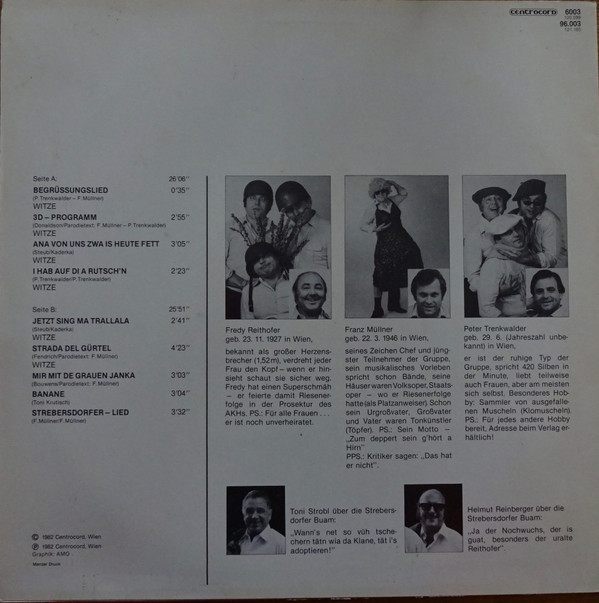 CENTROCORD 6003
120.095
96.003
121.105
Seite A: 26'06''
BEGRÜSSUNGSLIED 0'35''
(P. Trenkwalder – F. Müllner)
WITZE
3D – PROGRAMM 2'55''
(Donaldson/Parodietext: F. Müllner – P. Trenkwalder)
WITZE
ANA VON UNS ZWA IS HEUTE FETT 3'05''
(Steub/Kaderka)
WITZE
I HAB AUF DI A RUTSCH'N 2'23''
(P. Trenkwalder/P. Trenkwalder)
WITZE
Seite B: 25'51''
JETZT SING MA TRALLALA 2'41''
(Steub/Kaderka)
WITZE
STRADA DEL GÜRTEL 4'23''
(Fendrich/Parodietext: F. Müllner)
WITZE
MIR MIT DE GRAUEN JANKA 3'03''
(Bouwens/Parodietext: F. Müllner)
BANANE 3'04''
(Toni Knutisch)
STREBERSDORFER – LIED 3'32''
(F. Müllner/F. Müllner)
Ⓒ 1982 Centrocord, Wien
Ⓟ 1982 Centrocord, Wien
Graphik: AMG
Manzer Druck
Fredy Reithofer
geb. 23. 11. 1927 in Wien,
bekannt als großer Herzens-
brecher (1,52m), verdreht jeder
Frau den Kopf – wenn er hin-
sieht schaut sie sicher weg.
Fredy hat einen Superschmäh
– er feierte damit Riesener-
folge in der Prosektur des
AKHs. PS.: Für alle Frauen . . .
er ist noch unverheiratet.
Franz Müllner
geb. 22. 3. 1946 in Wien,
seines Zeichen Chef und jüng-
ster Teilnehmer der Gruppe,
sein musikalisches Vorleben
spricht schon Bände, seine
Häuser waren Volksoper, Staats-
oper – wo er Riesenerfolge
hatte (als Platzanweiser). Schon
sein Urgroßvater, Großvater
und Vater waren Tonkünstler
(Töpfer). PS.: Sein Motto –
„Zum deppert sein g'hört a
Hirn"
PPS.: Kritiker sagen: „Das hat
er nicht".
Peter Trenkwalder
geb. 29. 6. (Jahreszahl unbe-
kannt) in Wien,
er ist der ruhige Typ der
Gruppe, spricht 420 Silben in
der Minute, liebt teilweise
auch Frauen, aber am meisten
sich selbst. Besonderes Hob-
by: Sammler von ausgefalle-
nen Muscheln (Klomuscheln).
PS.: Für jedes andere Hobby
bereit, Adresse beim Verlag er-
hältlich!
Toni Strobl über die Strebers-
dorfer Buam:
„Wann's net so vüh tsche-
chern tätn wia da Klane, tät i's
adoptieren!"
Helmut Reinberger über die
Strebersdorfer Buam:
„Ja der Nochwuchs, der is
guat, besonders der uralte
Reithofer"